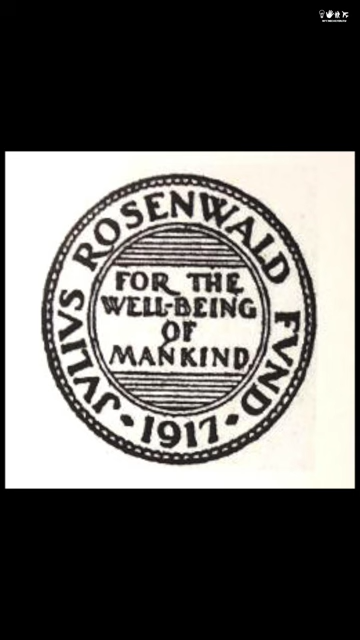 JVLIVS ROSENWALD FVND
FOR THE
WELL-BEING
OF
MANKIND
• 1917 •